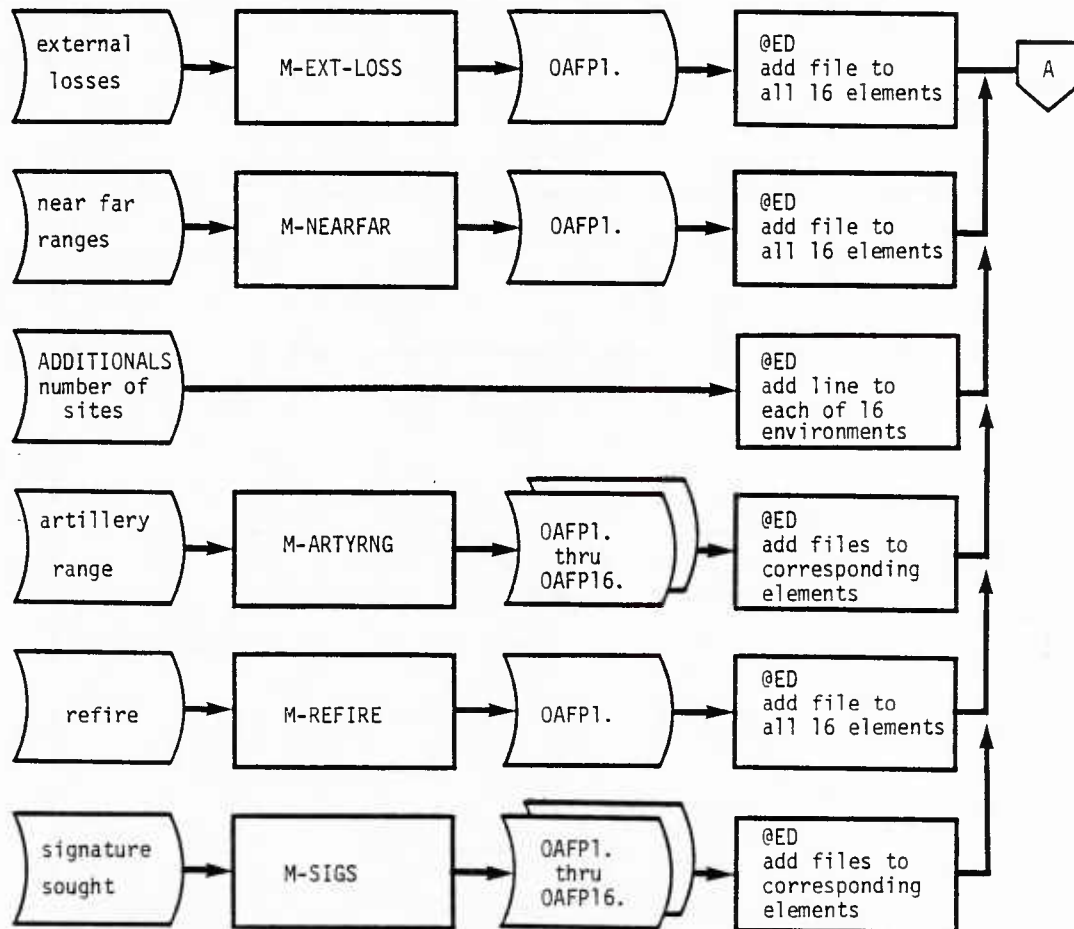 external
losses
M-EXT-LOSS
OAFP1.
@ED
add file to
all 16 elements
A
near far
ranges
M-NEARFAR
OAFP1.
@ED
add file to
all 16 elements
ADDITIONALS
number of
sites
@ED
add line to
each of 16
environments
artillery
range
M-ARTYRNG
OAFP1.
thru
OAFP16.
@ED
add files to
corresponding
elements
refire
M-REFIRE
OAFP1.
@ED
add file to
all 16 elements
signature
sought
M-SIGS
OAFP1.
thru
OAFP16.
@ED
add files to
corresponding
elements